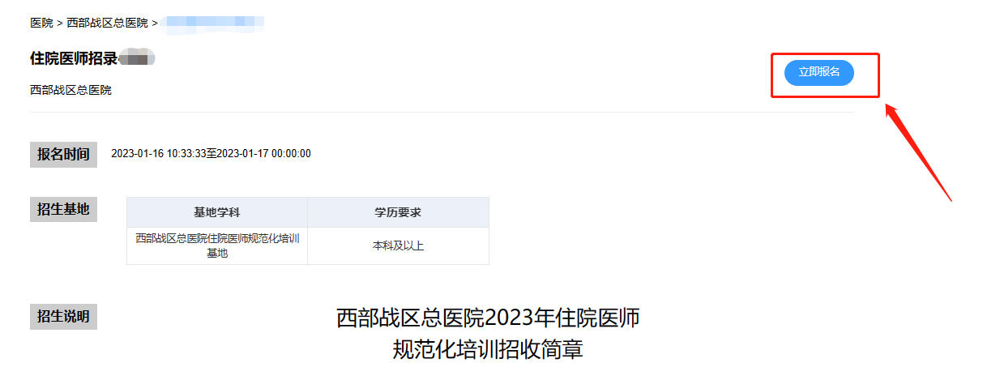 医院 > 西部战区总医院 >
住院医师招录
立即报名
西部战区总医院
报名时间 2023-01-16 10:33:33至2023-01-17 00:00:00
招生基地
基地学科 学历要求
西部战区总医院住院医师规范化培训
基地
本科及以上
招生说明
西部战区总医院2023年住院医师
规范化培训招收简章